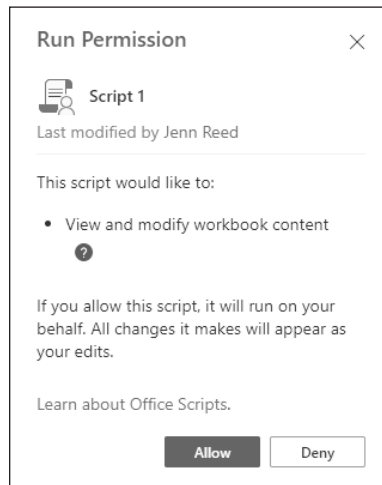 Run Permission
Script 1
Last modified by Jenn Reed
This script would like to:
• View and modify workbook content
?
If you allow this script, it will run on your
behalf. All changes it makes will appear as
your edits.
Learn about Office Scripts.
Allow Deny